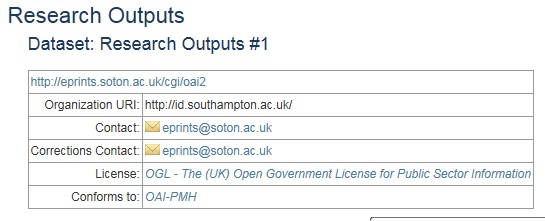 Research Outputs
Dataset: Research Outputs #1
http://eprints.soton.ac.uk/cgi/oai2
Organization URI: http://id.southampton.ac.uk/
Contact: eprints@soton.ac.uk
Corrections Contact: eprints@soton.ac.uk
License: OGL - The (UK) Open Government License for Public Sector Information
Conforms to: OAI-PMH